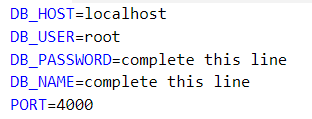 DB_HOST=localhost
DB_USER=root
DB_PASSWORD=complete this line
DB_NAME=complete this line
PORT=4000